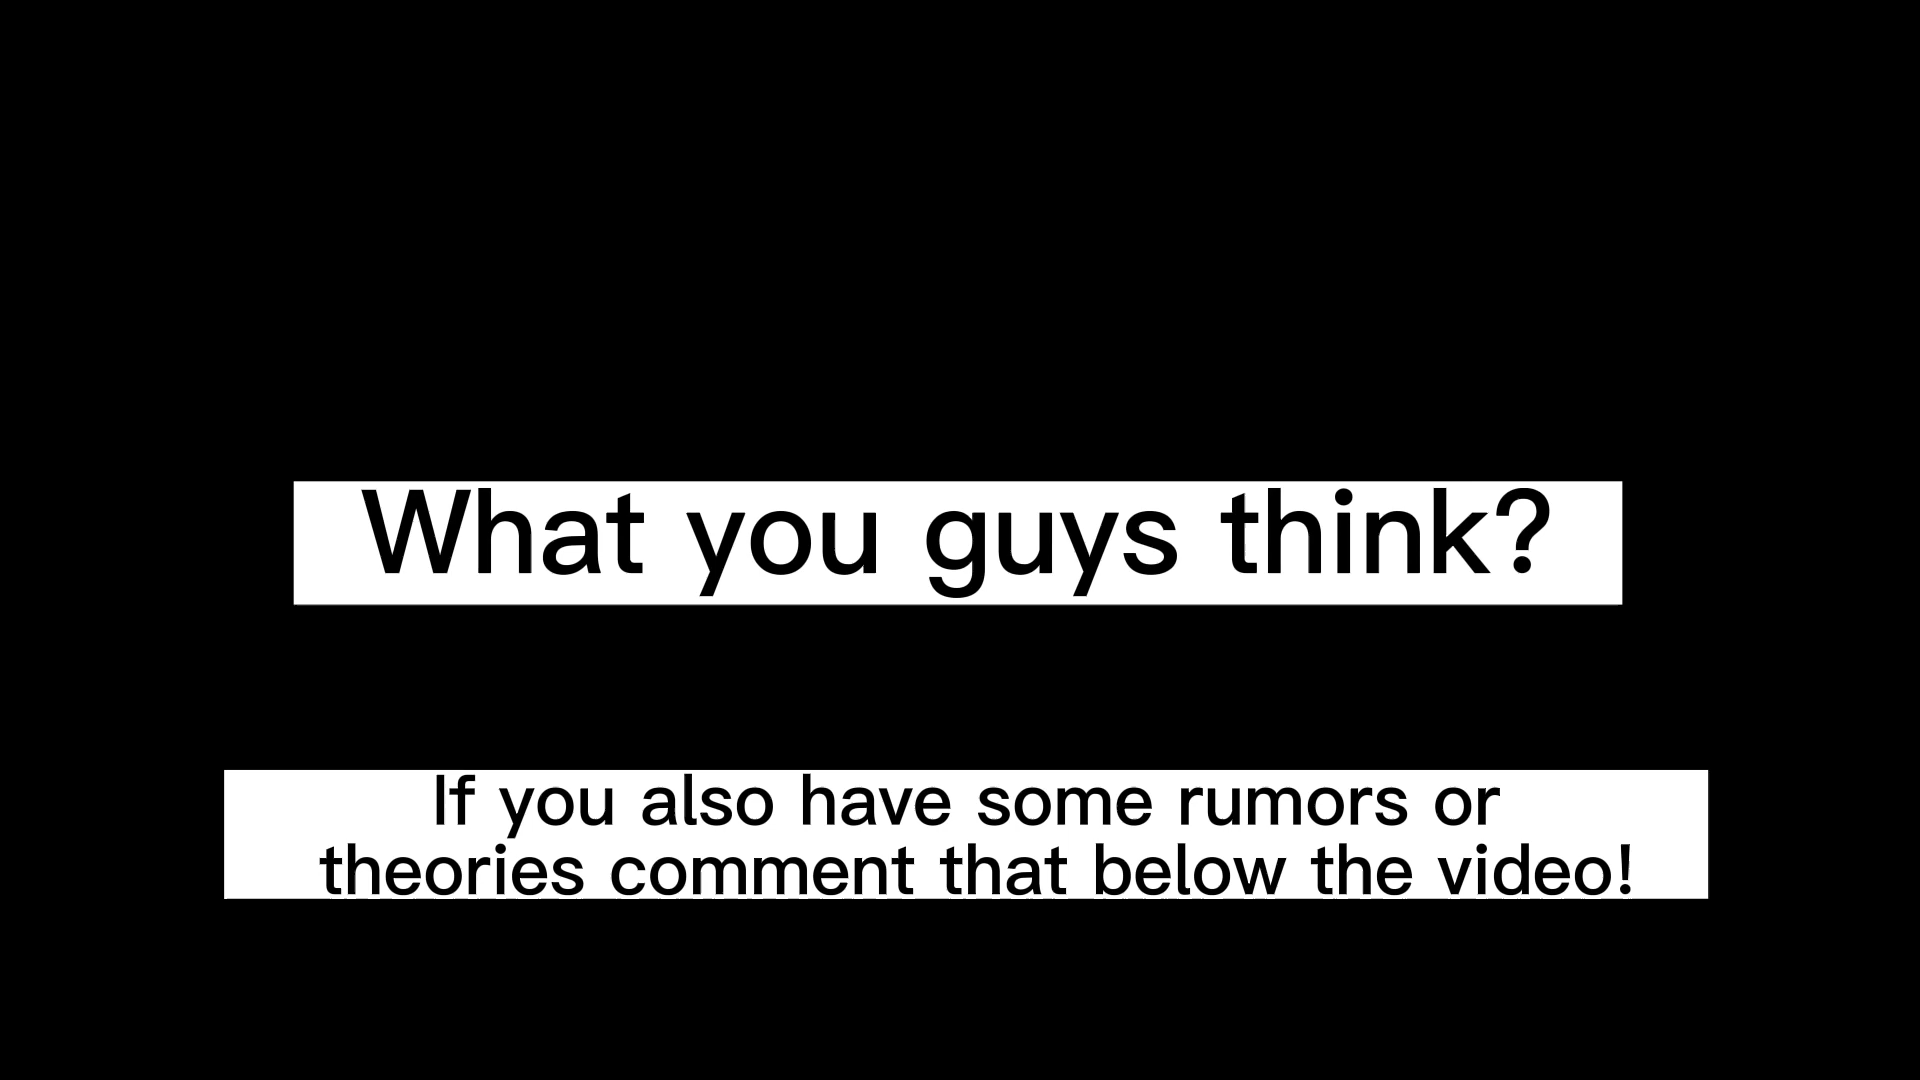 What you guys think?
If you also have some rumors or
theories comment that below the video!